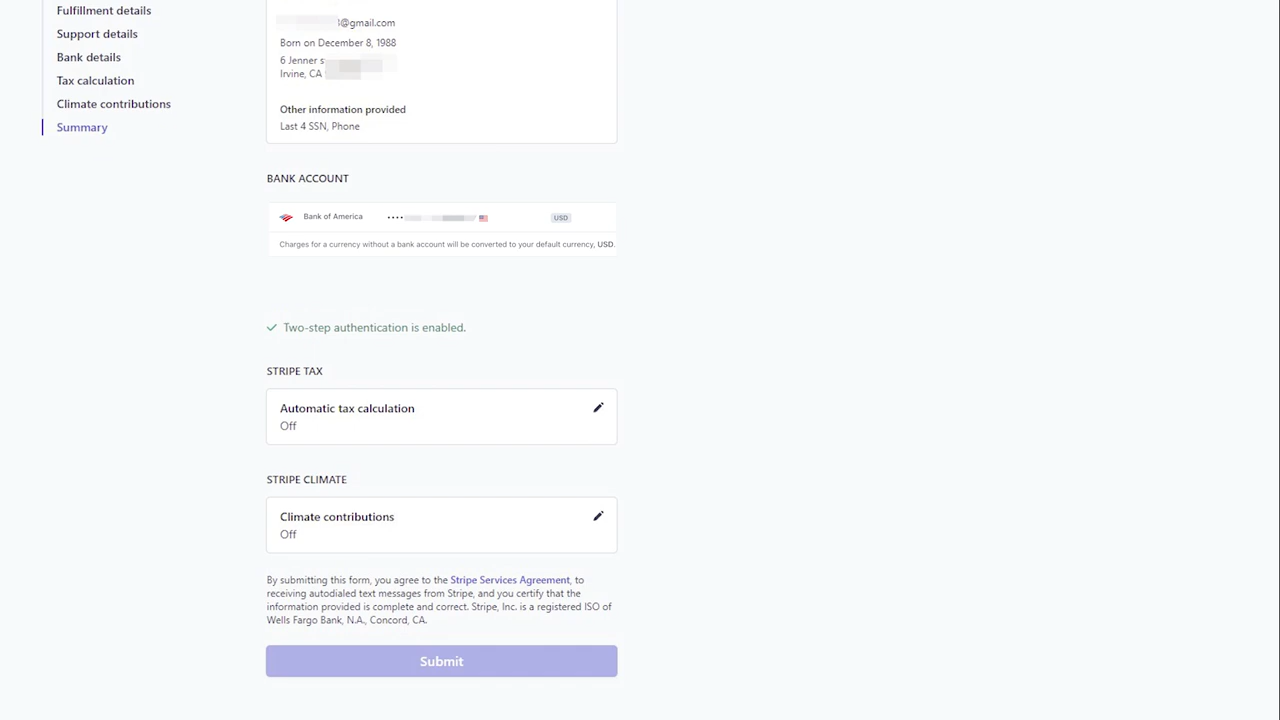 Fulfillment details
Support details
Bank details
Tax calculation
Climate contributions
Summary
@gmail.com
Born on December 8, 1988
6 Jenner
Irvine, CA
Other information provided
Last 4 SSN, Phone
BANK ACCOUNT
Bank of America •••• USD
Charges for a currency without a bank account will be converted to your default currency, USD.
Two-step authentication is enabled.
STRIPE TAX
Automatic tax calculation
Off
STRIPE CLIMATE
Climate contributions
Off
By submitting this form, you agree to the Stripe Services Agreement, to
receiving autodialed text messages from Stripe, and you certify that the
information provided is complete and correct. Stripe, Inc. is a registered ISO of
Wells Fargo Bank, N.A., Concord, CA.
Submit